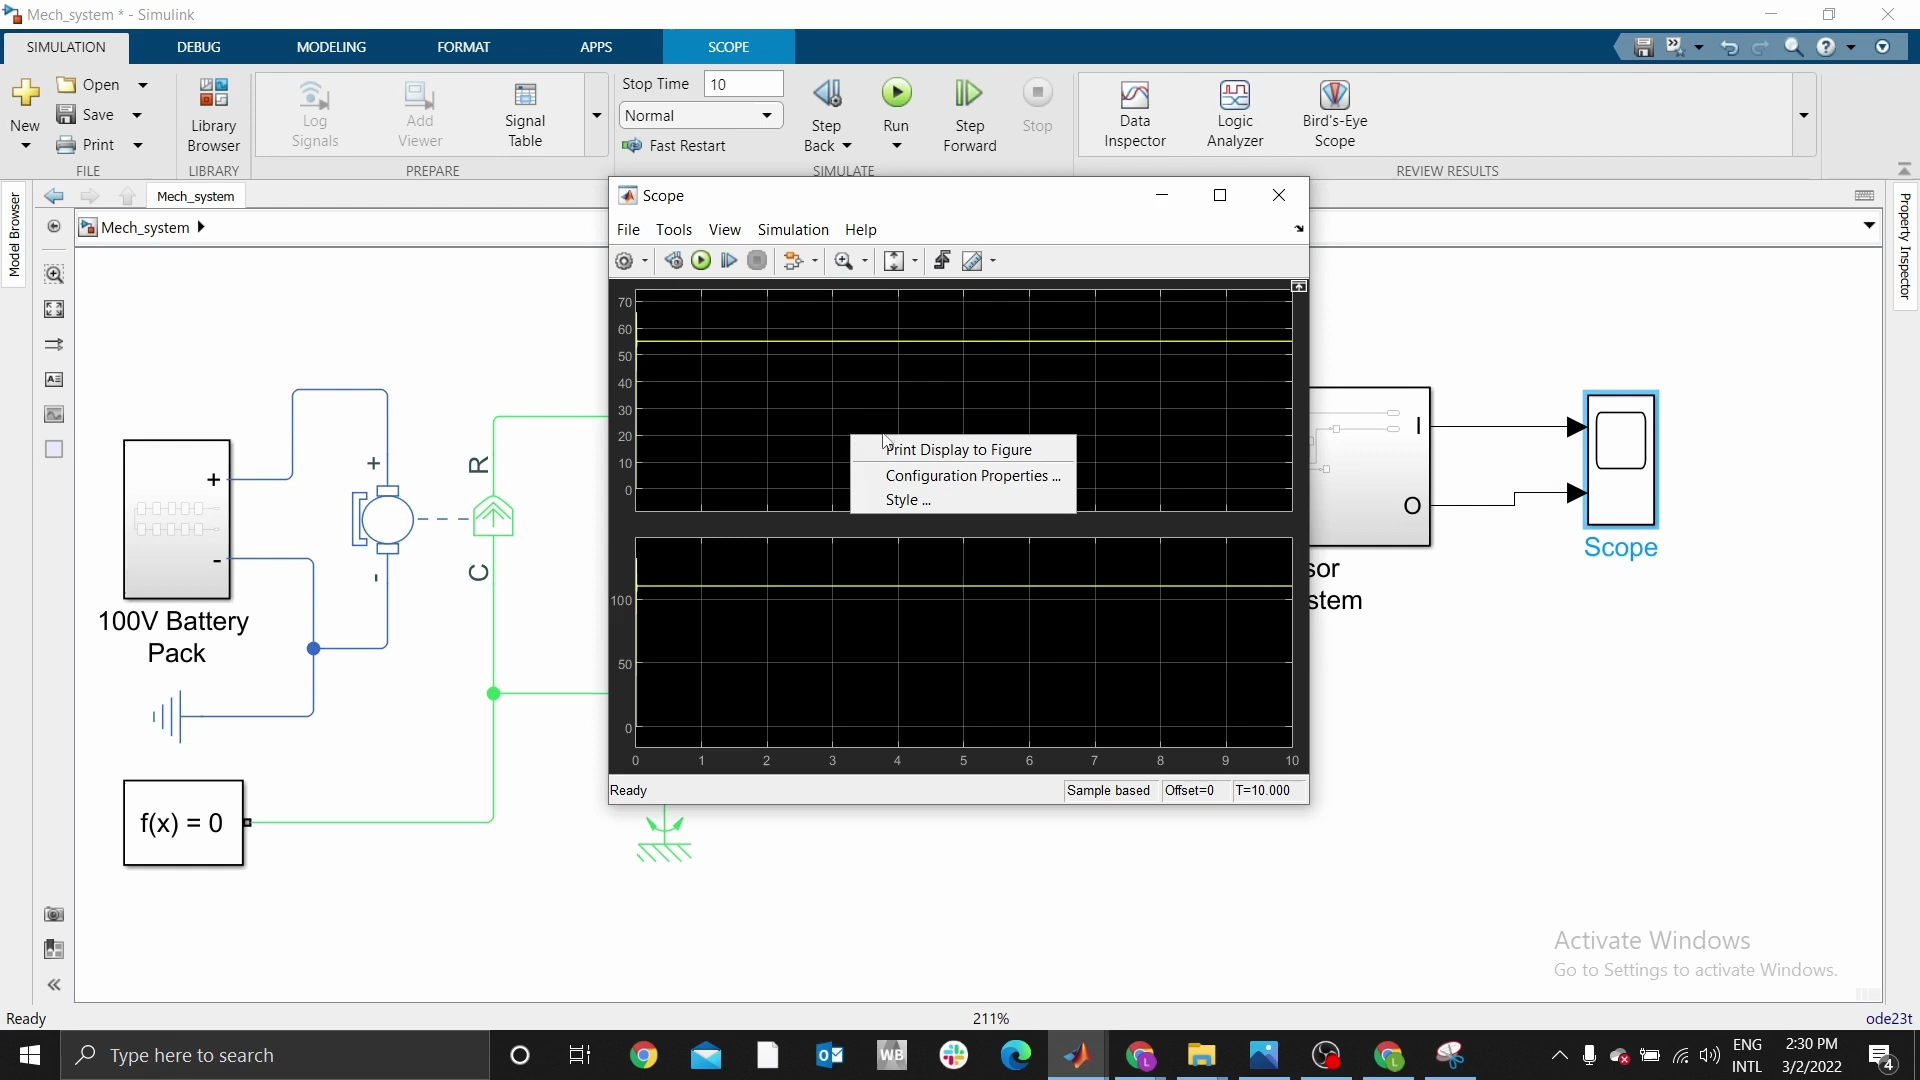 Mech_system * - Simulink
SIMULATION
DEBUG
MODELING
FORMAT
APPS
SCOPE
New
Open
Save
Print
FILE
Library
Browser
LIBRARY
Log
Signals
Add
Viewer
Signal
Table
PREPARE
Stop Time 10
Normal
Fast Restart
Step
Back
Run
Step
Forward
Stop
SIMULATE
Data
Inspector
Logic
Analyzer
Bird's-Eye
Scope
REVIEW RESULTS
Model Browser
Mech_system
Mech_system
Property Inspector
Scope
File Tools View Simulation Help
70
60
50
40
30
20
10
0
Print Display to Figure
Configuration Properties ...
Style ...
100
50
0
0 1 2 3 4 5 6 7 8 9 10
Ready
Sample based
Offset=0
T=10.000
+
-
100V Battery
Pack
+
-
R
C
f(x) = 0
I
O
sor
stem
Scope
Activate Windows
Go to Settings to activate Windows.
Ready
211%
ode23t
Type here to search
WB
L
L
ENG
INTL
2:30 PM
3/2/2022
4